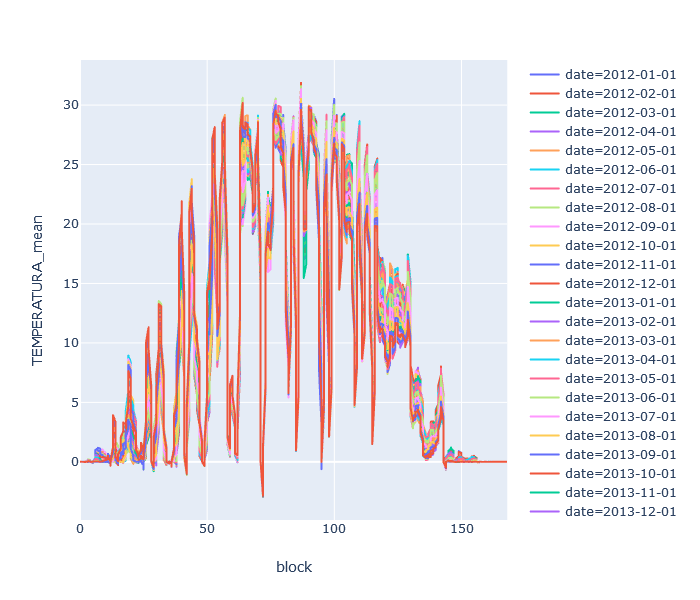 30
25
20
15
10
5
0
TEMPERATURA_mean
0 50 100 150
block
date=2012-01-01
date=2012-02-01
date=2012-03-01
date=2012-04-01
date=2012-05-01
date=2012-06-01
date=2012-07-01
date=2012-08-01
date=2012-09-01
date=2012-10-01
date=2012-11-01
date=2012-12-01
date=2013-01-01
date=2013-02-01
date=2013-03-01
date=2013-04-01
date=2013-05-01
date=2013-06-01
date=2013-07-01
date=2013-08-01
date=2013-09-01
date=2013-10-01
date=2013-11-01
date=2013-12-01